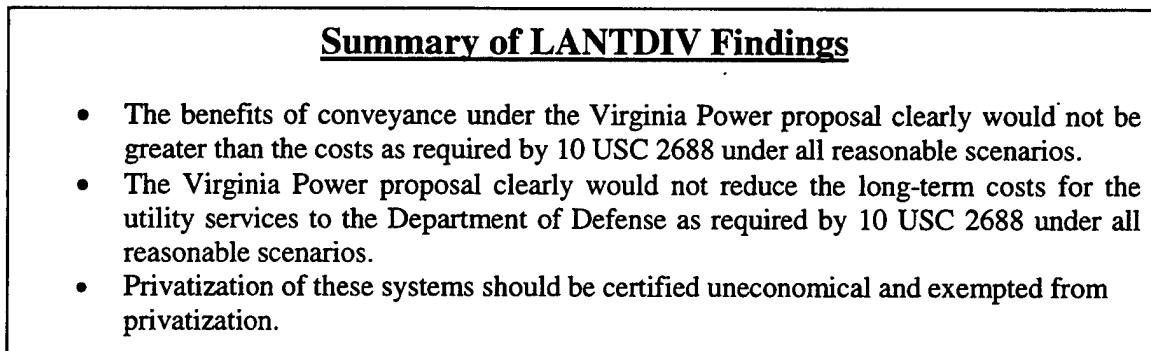 Summary of LANTDIV Findings
• The benefits of conveyance under the Virginia Power proposal clearly would not be
greater than the costs as required by 10 USC 2688 under all reasonable scenarios.
• The Virginia Power proposal clearly would not reduce the long-term costs for the
utility services to the Department of Defense as required by 10 USC 2688 under all
reasonable scenarios.
• Privatization of these systems should be certified uneconomical and exempted from
privatization.